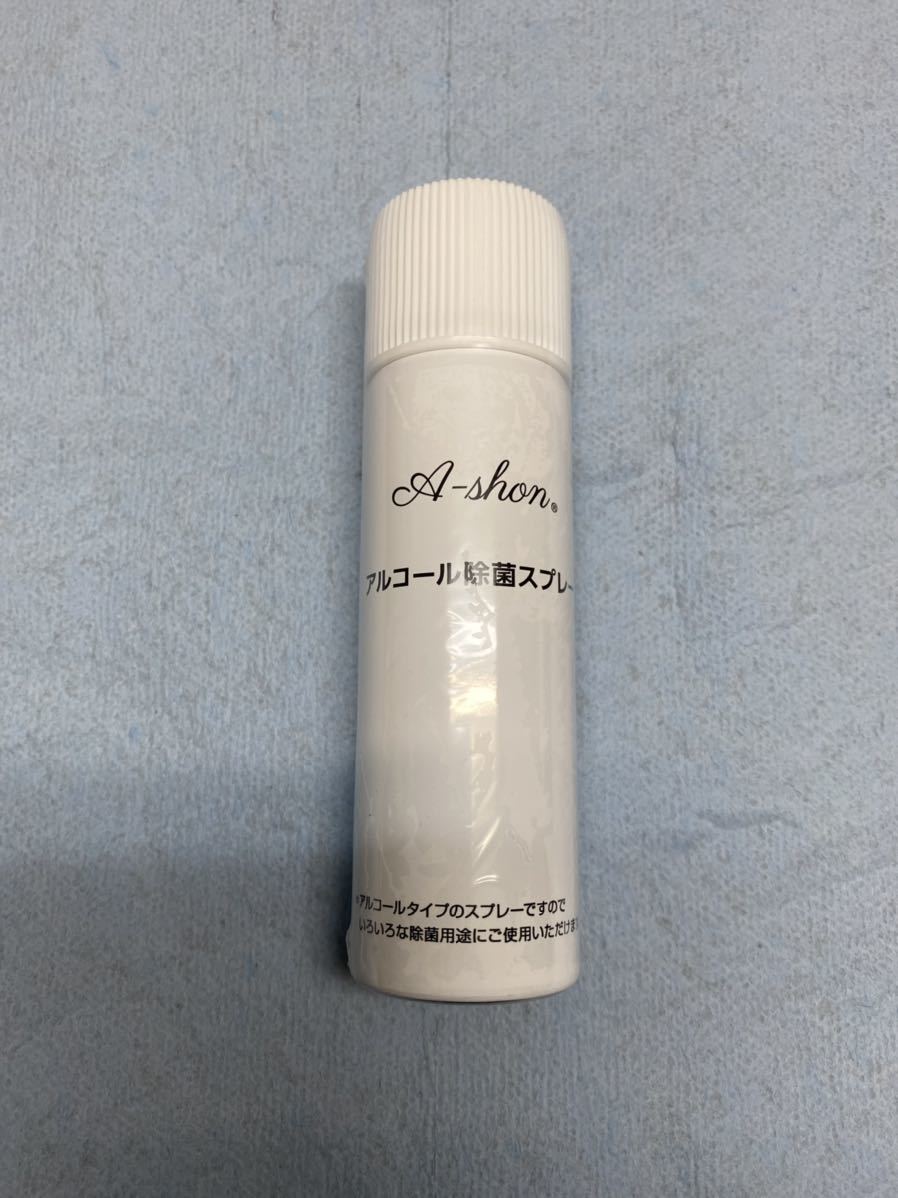 A-shon®
アルコール除菌スプレー
*アルコールタイプのスプレーですので
いろいろな除菌用途にご使用いただけま